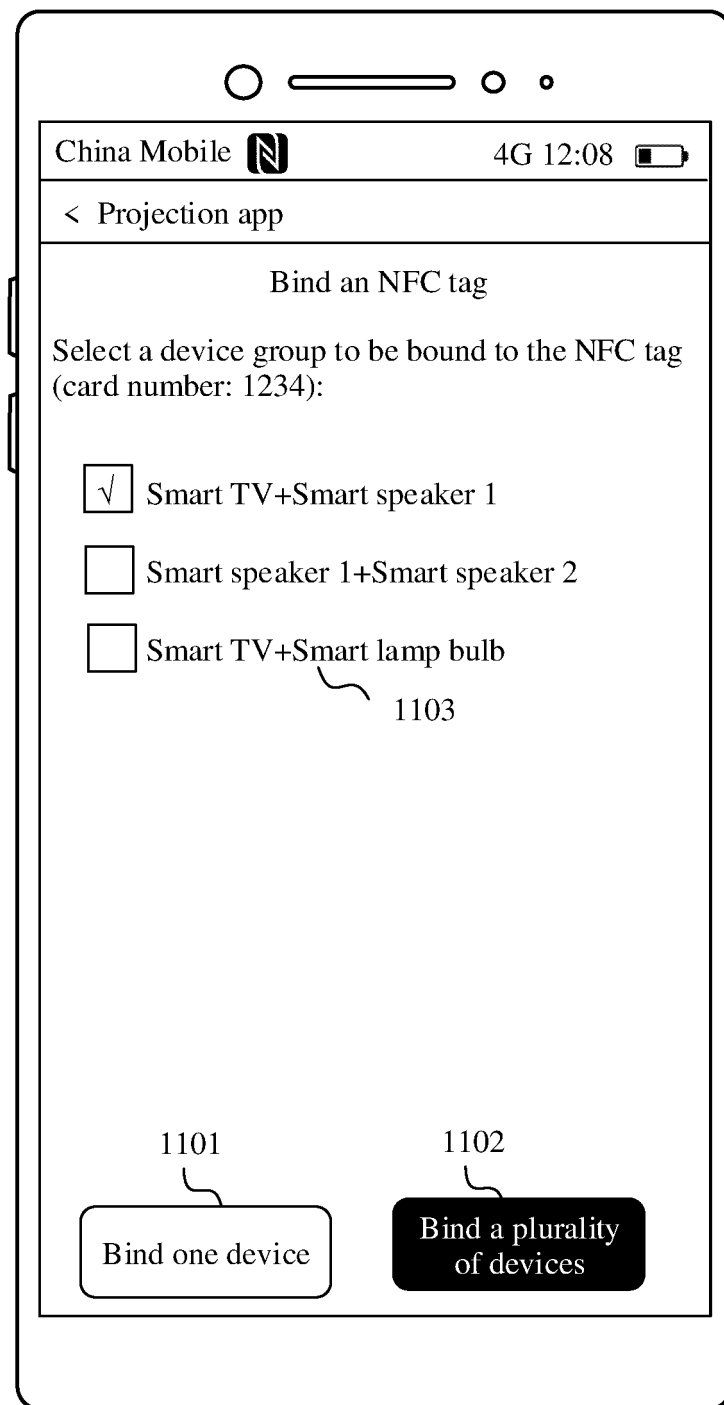 China Mobile 4G 12:08
< Projection app
Bind an NFC tag
Select a device group to be bound to the NFC tag
(card number: 1234):
√ Smart TV+Smart speaker 1
Smart speaker 1+Smart speaker 2
Smart TV+Smart lamp bulb
1103
1101
1102
Bind one device
Bind a plurality
of devices